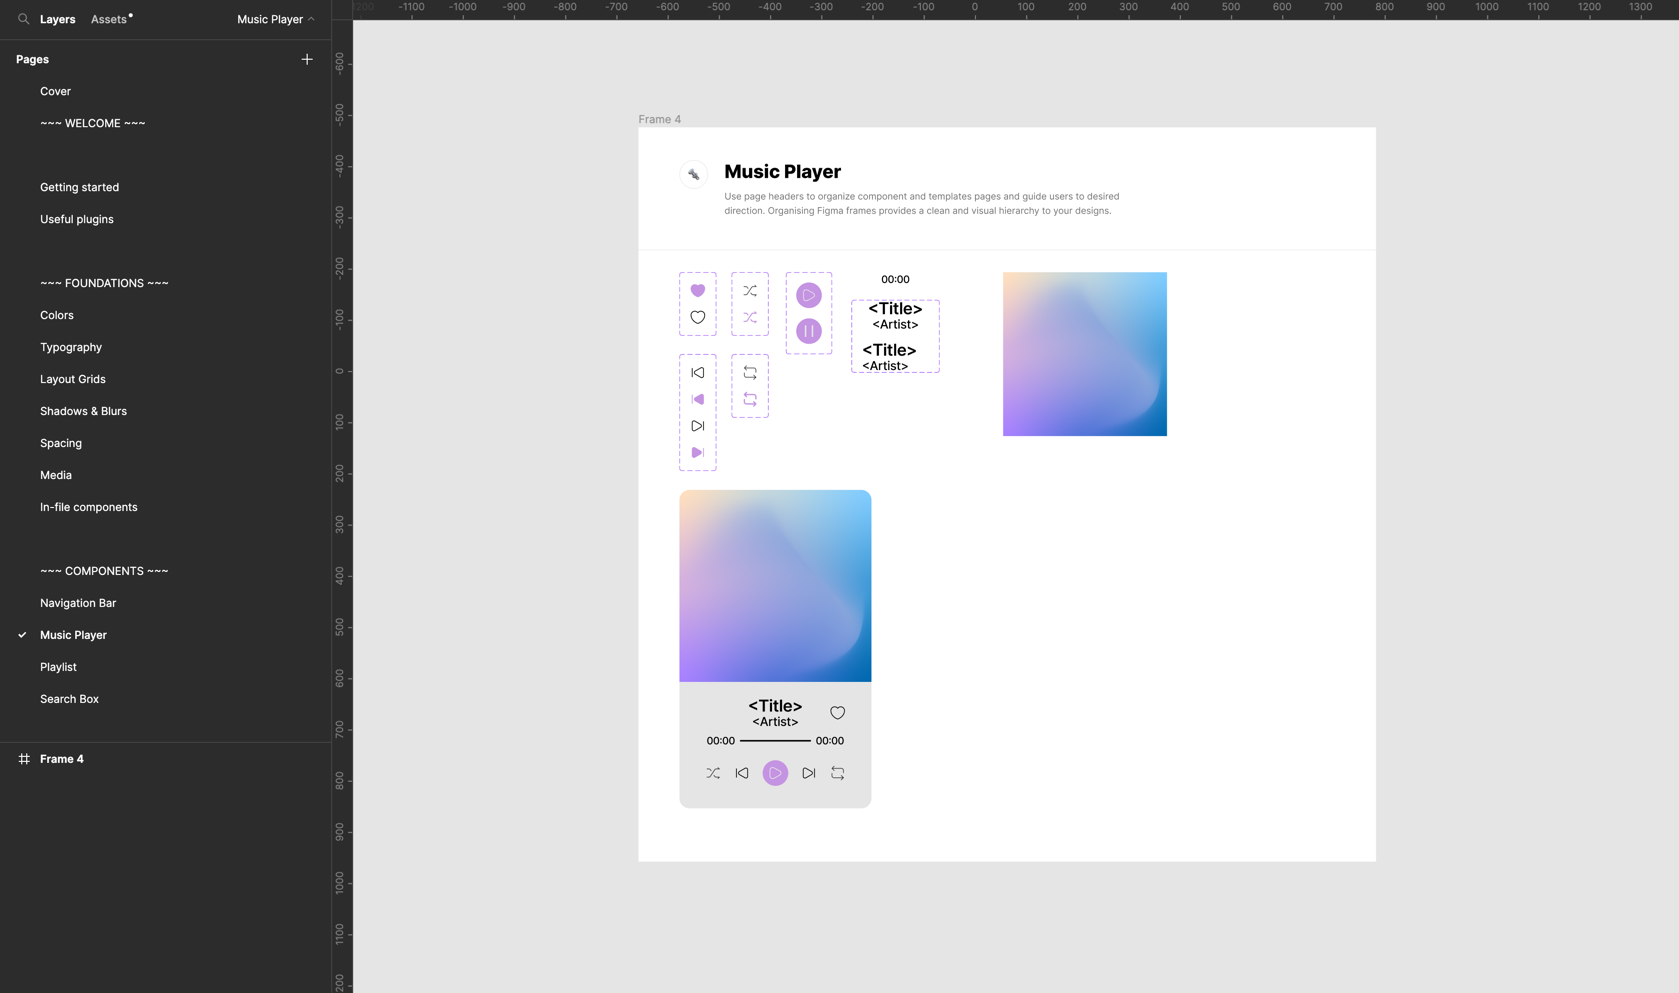 Layers Assets Music Player
Pages
Cover
~~~ WELCOME ~~~
Getting started
Useful plugins
~~~ FOUNDATIONS ~~~
Colors
Typography
Layout Grids
Shadows & Blurs
Spacing
Media
In-file components
~~~ COMPONENTS ~~~
Navigation Bar
Music Player
Playlist
Search Box
Frame 4
-1100 -1000 -900 -800 -700 -600 -500 -400 -300 -200 -100 0 100 200 300 400 500 600 700 800 900 1000 1100 1200 1300
-600
-500
-400
-300
-200
-100
0
100
200
300
400
500
600
700
800
900
1000
1100
Frame 4
Music Player
Use page headers to organize component and templates pages and guide users to desired
direction. Organising Figma frames provides a clean and visual hierarchy to your designs.
00:00
<Title>
<Artist>
<Title>
<Artist>
<Title>
<Artist>
00:00 00:00